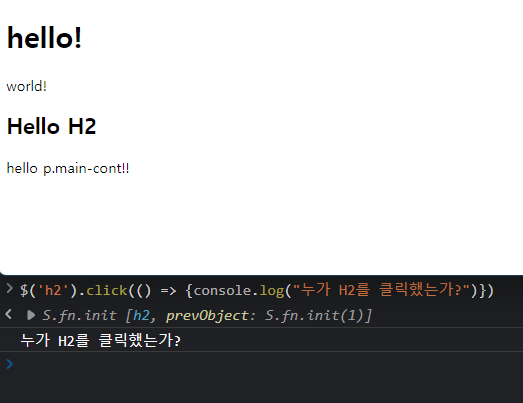 hello!
world!
Hello H2
hello p.main-cont!!
> $('h2').click(() => {console.log("누가 H2를 클릭했는가?")})
< ▶ S.fn.init [h2, prevObject: S.fn.init(1)]
누가 H2를 클릭했는가?
>